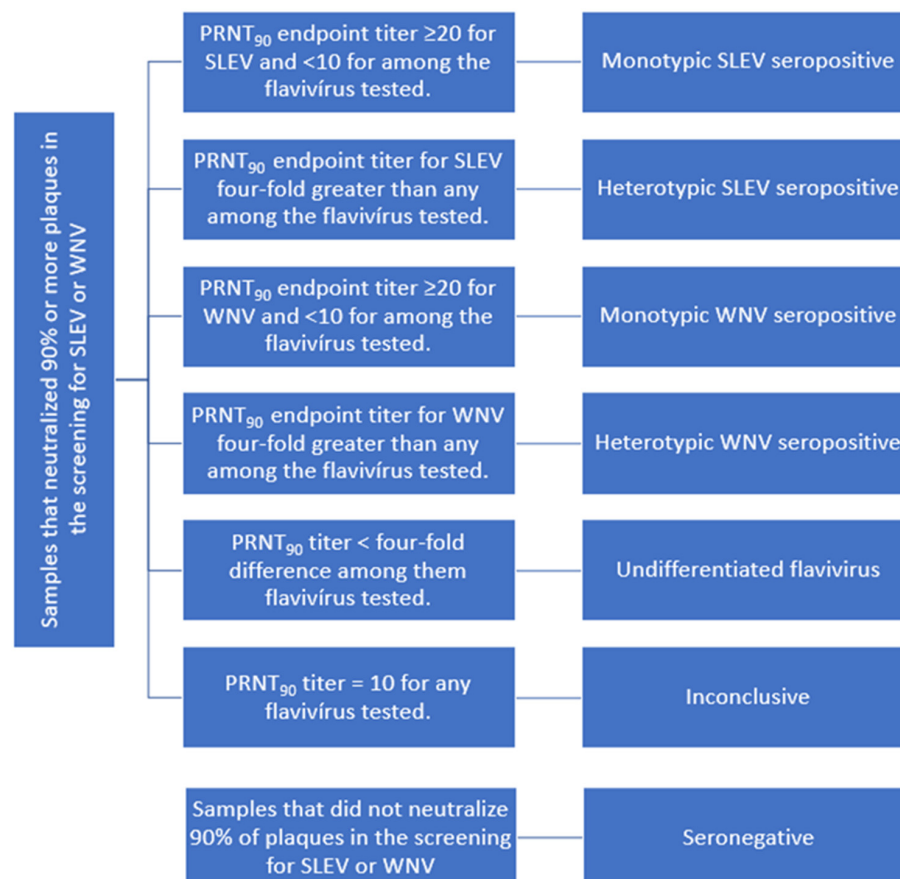 Samples that neutralized 90% or more plaques in
the screening for SLEV or WNV
PRNT₉₀ endpoint titer ≥20 for
SLEV and <10 for among the
flavivírus tested.
Monotypic SLEV seropositive
PRNT₉₀ endpoint titer for SLEV
four-fold greater than any
among the flavivírus tested.
Heterotypic SLEV seropositive
PRNT₉₀ endpoint titer ≥20 for
WNV and <10 for among the
flavivírus tested.
Monotypic WNV seropositive
PRNT₉₀ endpoint titer for WNV
four-fold greater than any
among the flavivírus tested.
Heterotypic WNV seropositive
PRNT₉₀ titer < four-fold
difference among them
flavivírus tested.
Undifferentiated flavivirus
PRNT₉₀ titer = 10 for any
flavivírus tested.
Inconclusive
Samples that did not neutralize
90% of plaques in the screening
for SLEV or WNV
Seronegative